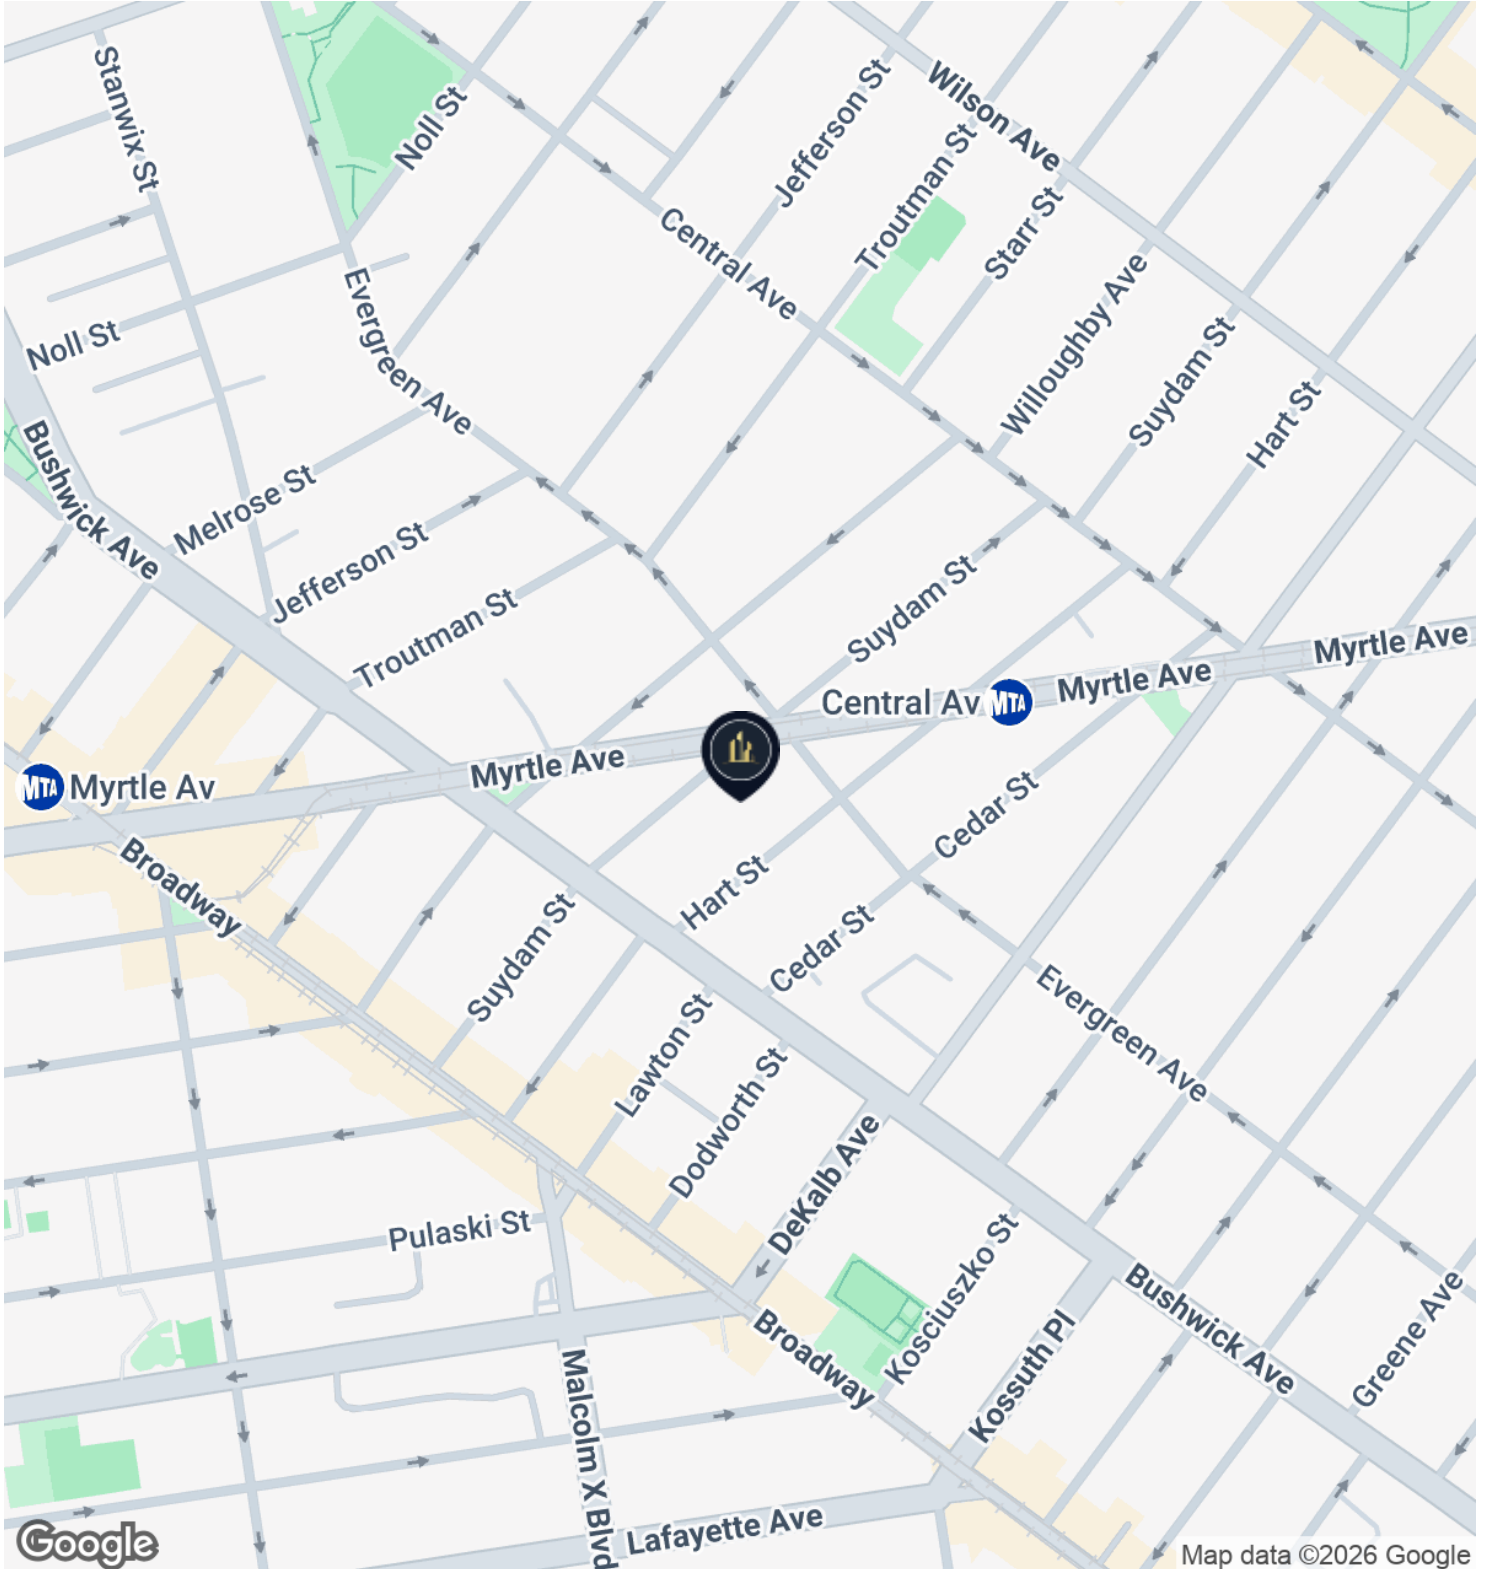 Stanwix St
Noll St
Wilson Ave
Jefferson St
Troutman St
Starr St
Central Ave
Willoughby Ave
Evergreen Ave
Noll St
Suydam St
Hart St
Bushwick Ave
Melrose St
Jefferson St
Troutman St
Suydam St
Myrtle Ave
Central Av
MTA
Myrtle Ave
Myrtle Ave
MTA
Myrtle Av
Cedar St
Broadway
Hart St
Cedar St
Suydam St
Evergreen Ave
Lawton St
Dodworth St
DeKalb Ave
Pulaski St
Kosciuszko St
Bushwick Ave
Greene Ave
Broadway
Kossuth Pl
Malcolm X Blvd
Lafayette Ave
Google
Map data ©2026 Google